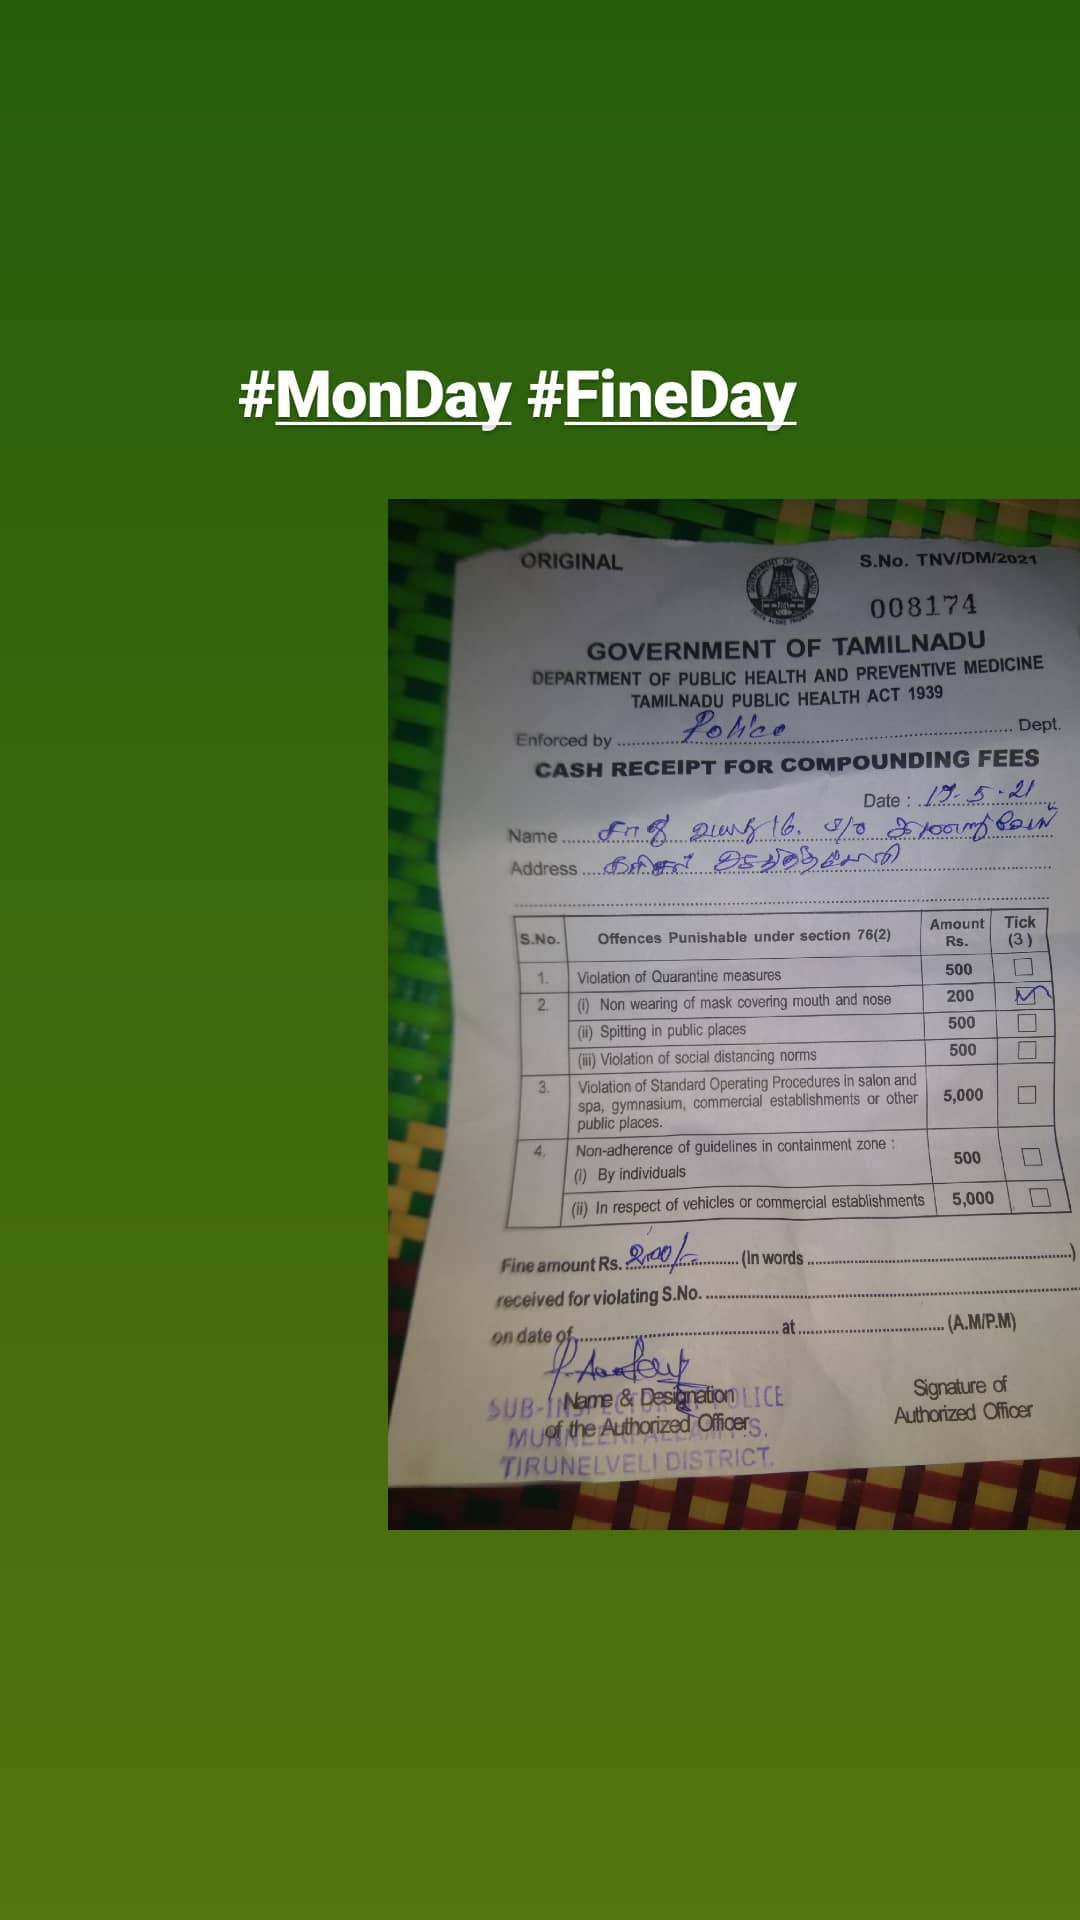 #MonDay #FineDay
ORIGINAL
S.No. TNV/DM/2021
008174
GOVERNMENT OF TAMILNADU
DEPARTMENT OF PUBLIC HEALTH AND PREVENTIVE MEDICINE
TAMILNADU PUBLIC HEALTH ACT 1939
Enforced by Police Dept.
CASH RECEIPT FOR COMPOUNDING FEES
Date : 17-5-21
Name வயது 16. S/o
Address
S.No. Offences Punishable under section 76(2) Amount Rs. Tick (3)
1. Violation of Quarantine measures 500
2. (i) Non wearing of mask covering mouth and nose 200
(ii) Spitting in public places 500
(iii) Violation of social distancing norms 500
3. Violation of Standard Operating Procedures in salon and
spa, gymnasium, commercial establishments or other 5,000
public places.
4. Non-adherence of guidelines in containment zone :
(i) By individuals 500
(ii) In respect of vehicles or commercial establishments 5,000
Fine amount Rs. 200/- (In words )
received for violating S.No.
on date of at (A.M/P.M)
Name & Designation
of the Authorized Officer
Signature of
Authorized Officer
SUB-INSPECTOR OF POLICE
TIRUNELVELI DISTRICT.